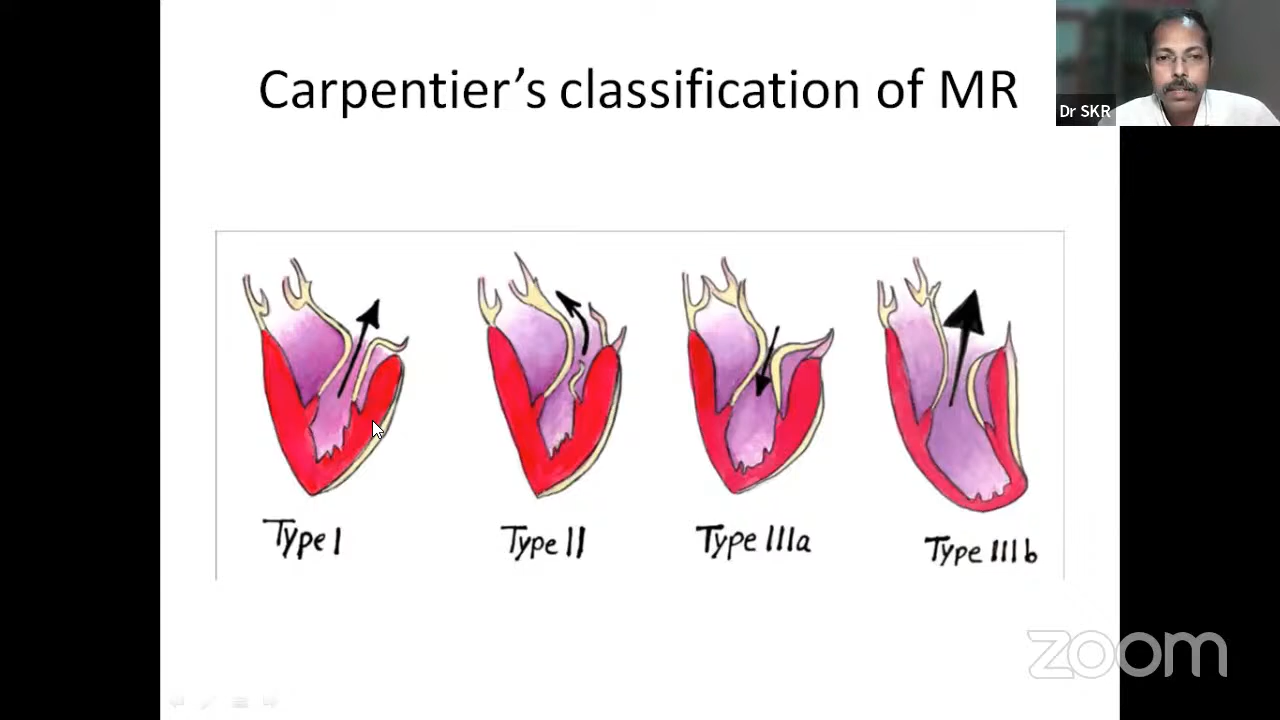 Carpentier's classification of MR
Dr SKR
Type I
Type II
Type IIIa
Type IIIb
zoom